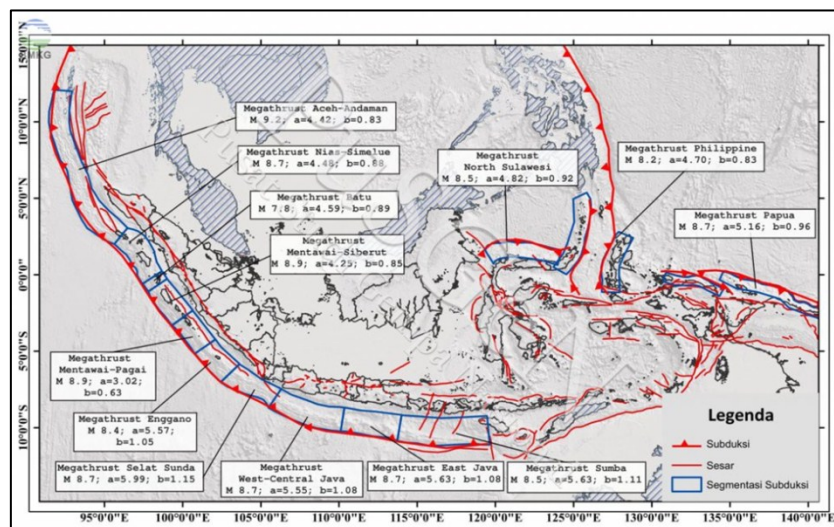 MKG
15°0'0"N
10°0'0"N
5°0'0"N
0°0'0"
5°0'0"S
10°0'0"S
Megathrust Aceh-Andaman
M 9.2; a=4.42; b=0.83
Megathrust Nias-Simelue
M 8.7; a=4.48; b=0.88
Megathrust Batu
M 7.8; a=4.59; b=0.89
Megathrust
Mentawai-Siberut
M 8.9; a=4.25; b=0.85
Megathrust
North Sulawesi
M 8.5; a=4.82; b=0.92
Megathrust Philippine
M 8.2; a=4.70; b=0.83
Megathrust Papua
M 8.7; a=5.16; b=0.96
Megathrust
Mentawai-Pagai
M 8.9; a=3.02;
b=0.63
Megathrust Enggano
M 8.4; a=5.57;
b=1.05
Megathrust Selat Sunda
M 8.7; a=5.99; b=1.15
Megathrust
West-Central Java
M 8.7; a=5.55; b=1.08
Megathrust East Java
M 8.7; a=5.63; b=1.08
Megathrust Sumba
M 8.5; a=5.63; b=1.11
Legenda
Subduksi
Sesar
Segmentasi Subduksi
95°0'0"E
100°0'0"E
105°0'0"E
110°0'0"E
115°0'0"E
120°0'0"E
125°0'0"E
130°0'0"E
135°0'0"E
140°0'0"E